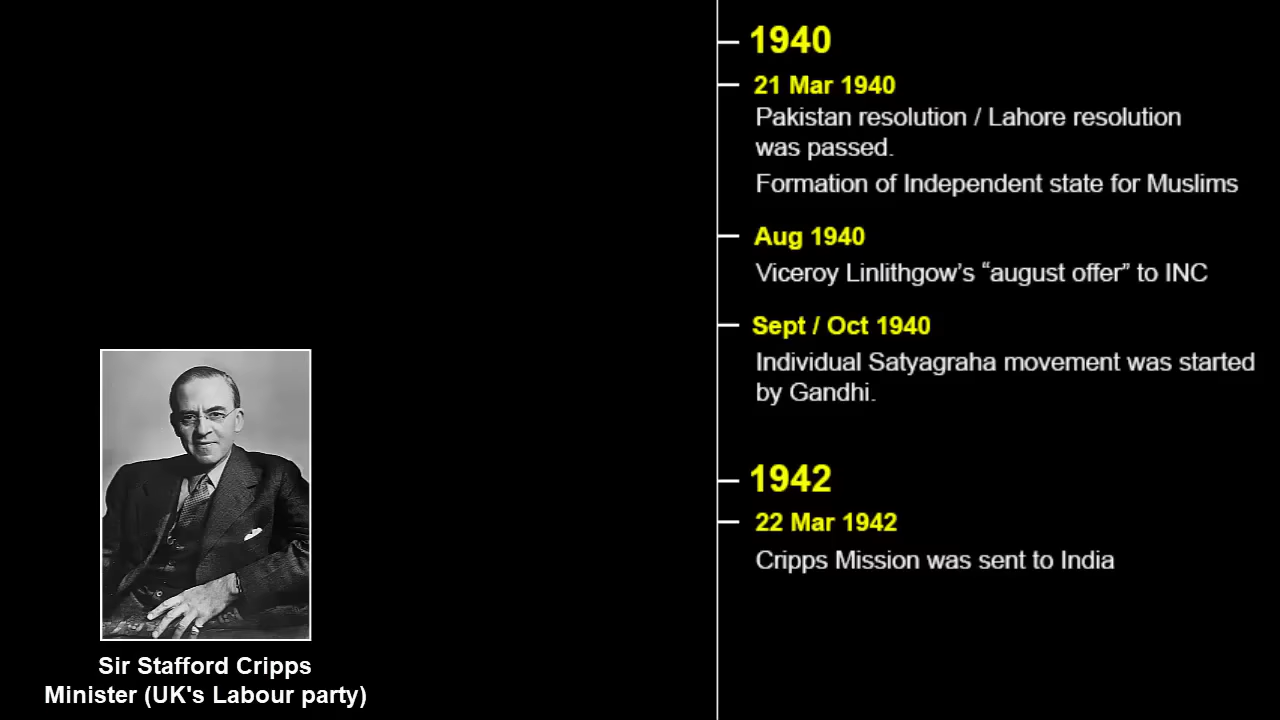 1940
21 Mar 1940
Pakistan resolution / Lahore resolution
was passed.
Formation of Independent state for Muslims
Aug 1940
Viceroy Linlithgow’s “august offer” to INC
Sept / Oct 1940
Individual Satyagraha movement was started
by Gandhi.
1942
22 Mar 1942
Cripps Mission was sent to India
Sir Stafford Cripps
Minister (UK's Labour party)